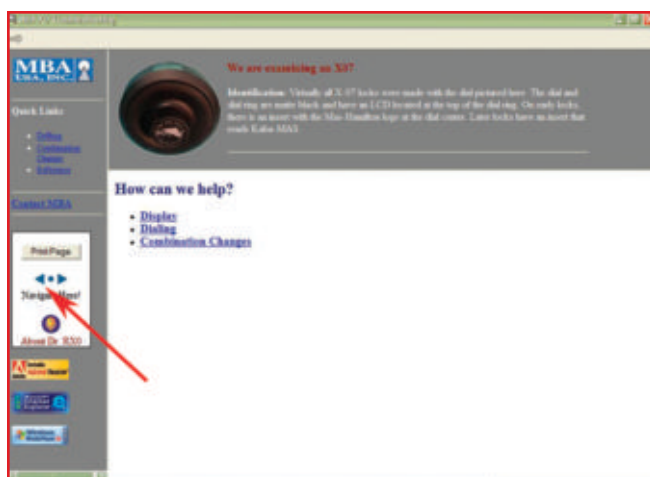 MBA
USA, INC.
Quick Links
Drilling
Combination
Changes
Reference
Contact MBA
Print Page
Navigate Here!
About Dr. RX0
We are examining an X07
Identification: Virtually all X-07 locks were made with the dial pictured here. The dial and
dial ring are matte black and have an LCD located at the top of the dial ring. On early locks,
there is an insert with the Mas-Hamilton logo at the dial center. Later locks have an insert that
reads Kaba MAS.
How can we help?
Display
Dialing
Combination Changes